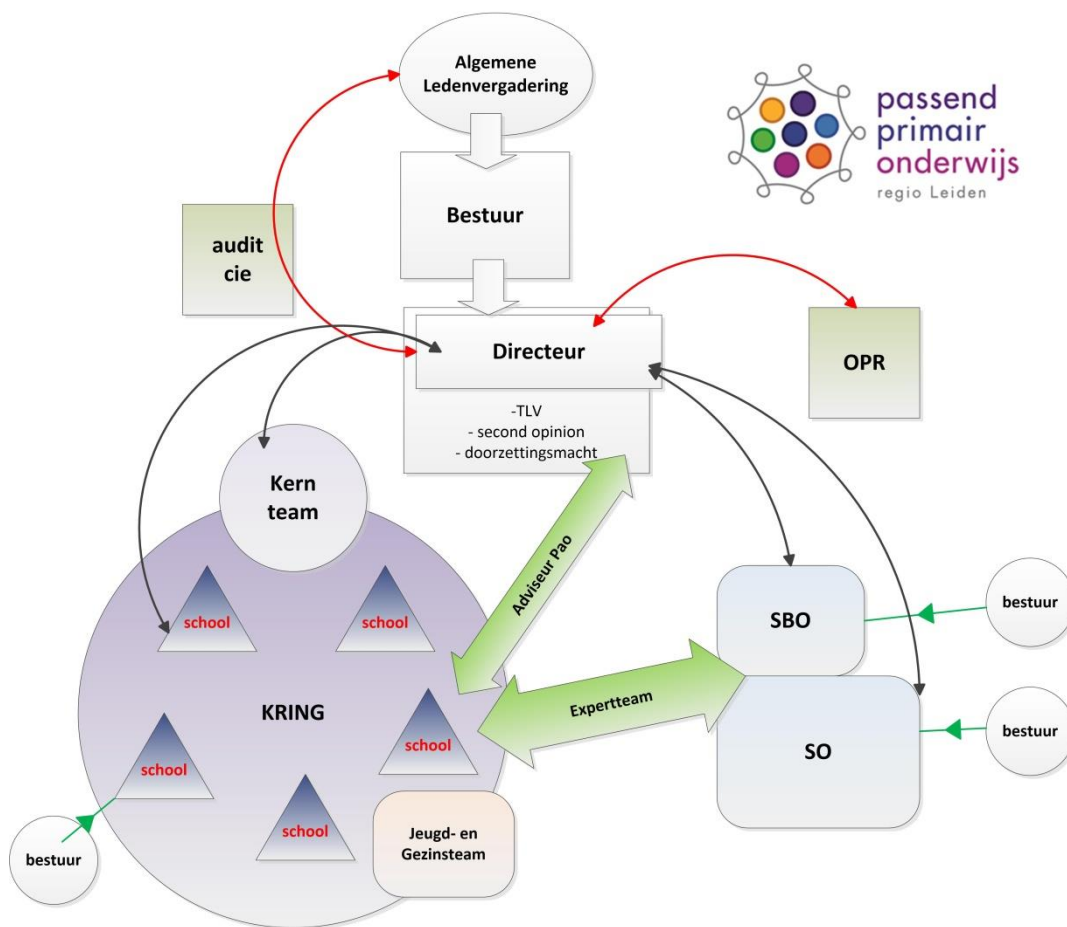 Algemene
Ledenvergadering
passend
primair
onderwijs
regio Leiden
Bestuur
audit
cie
Directeur
OPR
-TLV
- second opinion
- doorzettingsmacht
Kern
team
Adviseur Pao
school
school
SBO
bestuur
Expertteam
KRING
school
school
SO
bestuur
school
Jeugd- en
Gezinsteam
bestuur